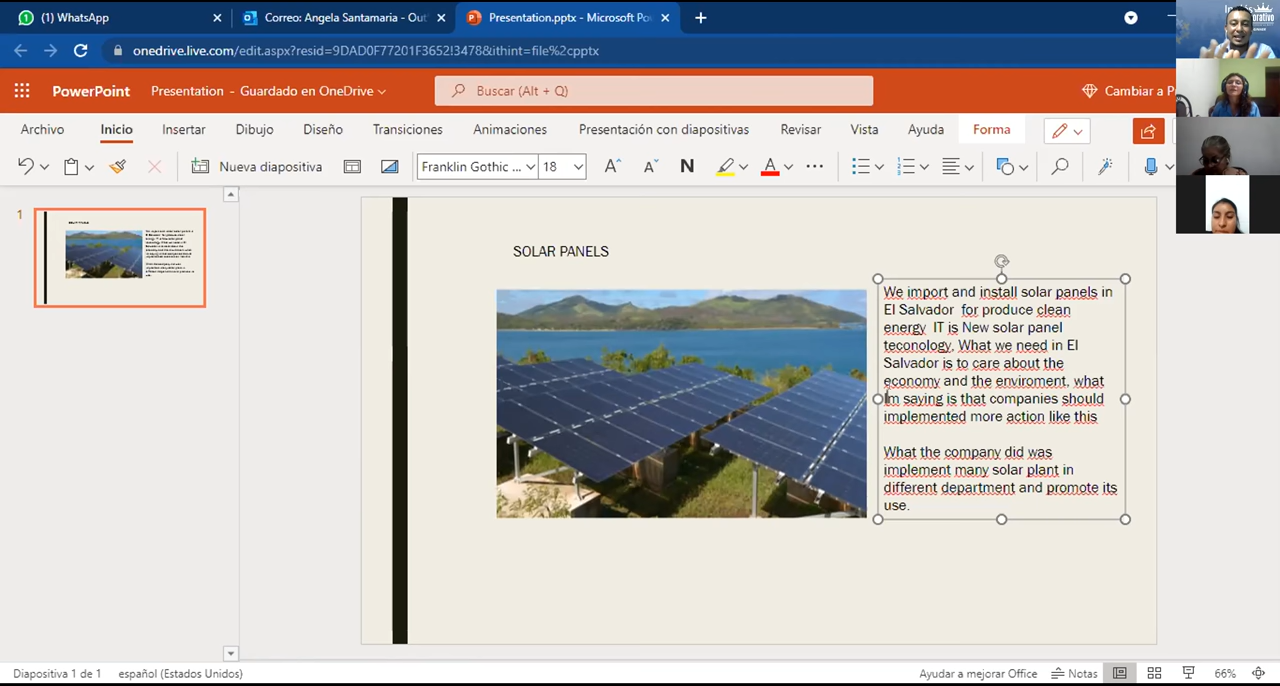 (1) WhatsApp
Correo: Angela Santamaria - Out
Presentation.pptx - Microsoft Po
onedrive.live.com/edit.aspx?resid=9DAD0F77201F3652!3478&ithint=file%2cpptx
PowerPoint
Presentation - Guardado en OneDrive
Buscar (Alt + Q)
Cambiar a P
Archivo Inicio Insertar Dibujo Diseño Transiciones Animaciones Presentación con diapositivas Revisar Vista Ayuda Forma
Nueva diapositiva
Franklin Gothic ...
18
N
1
SOLAR PANELS
We import and install solar panels in
El Salvador for produce clean
energy IT is New solar panel
teconology, What we need in El
Salvador is to care about the
economy and the enviroment, what
Im saying is that companies should
implemented more action like this
What the company did was
implement many solar plant in
different department and promote its
use.
Diapositiva 1 de 1
español (Estados Unidos)
Ayudar a mejorar Office
Notas
66%